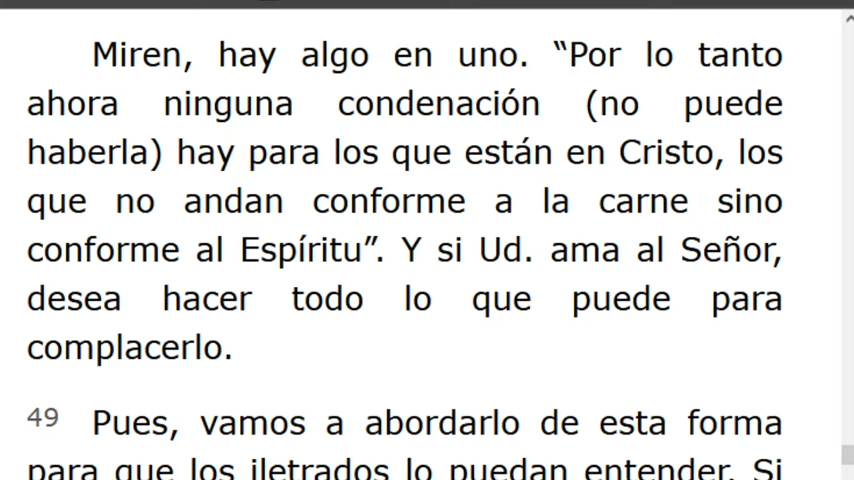 Miren, hay algo en uno. “Por lo tanto
ahora ninguna condenación (no puede
haberla) hay para los que están en Cristo, los
que no andan conforme a la carne sino
conforme al Espíritu”. Y si Ud. ama al Señor,
desea hacer todo lo que puede para
complacerlo.
49 Pues, vamos a abordarlo de esta forma
para que los iletrados lo puedan entender. Si